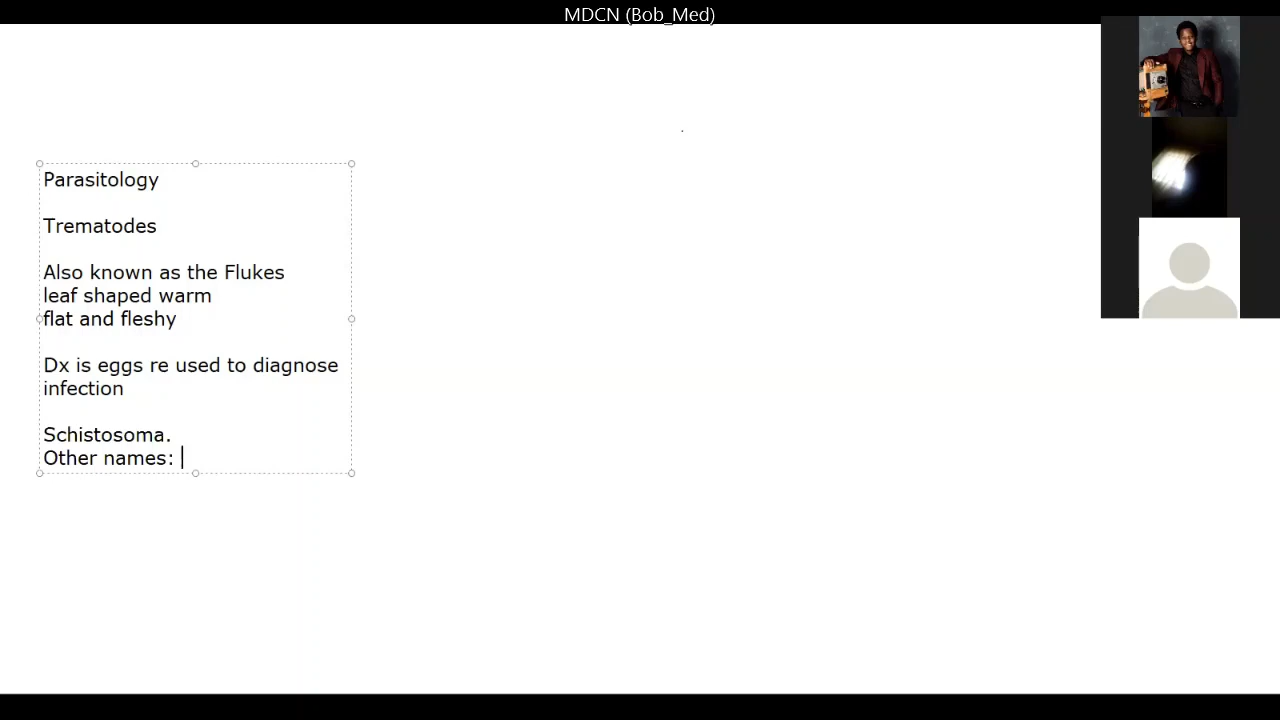 MDCN (Bob_Med)
Parasitology
Trematodes
Also known as the Flukes
leaf shaped warm
flat and fleshy
Dx is eggs re used to diagnose
infection
Schistosoma.
Other names: